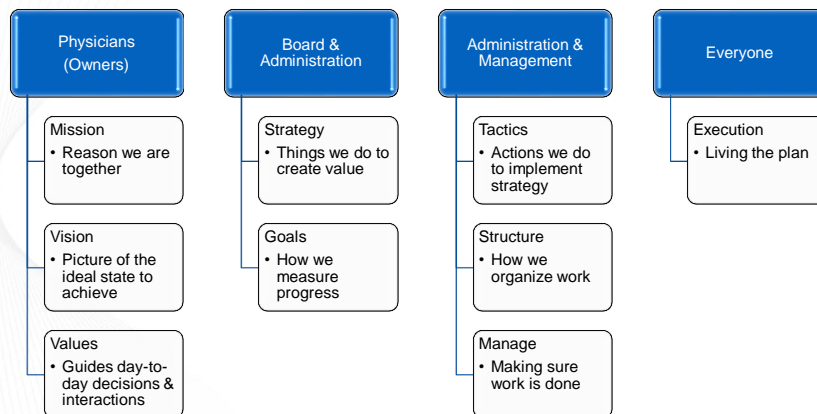 Physicians
(Owners)
Mission
• Reason we are
together
Vision
• Picture of the
ideal state to
achieve
Values
• Guides day-to-
day decisions &
interactions
Board &
Administration
Strategy
• Things we do to
create value
Goals
• How we
measure
progress
Administration &
Management
Tactics
• Actions we do
to implement
strategy
Structure
• How we
organize work
Manage
• Making sure
work is done
Everyone
Execution
• Living the plan